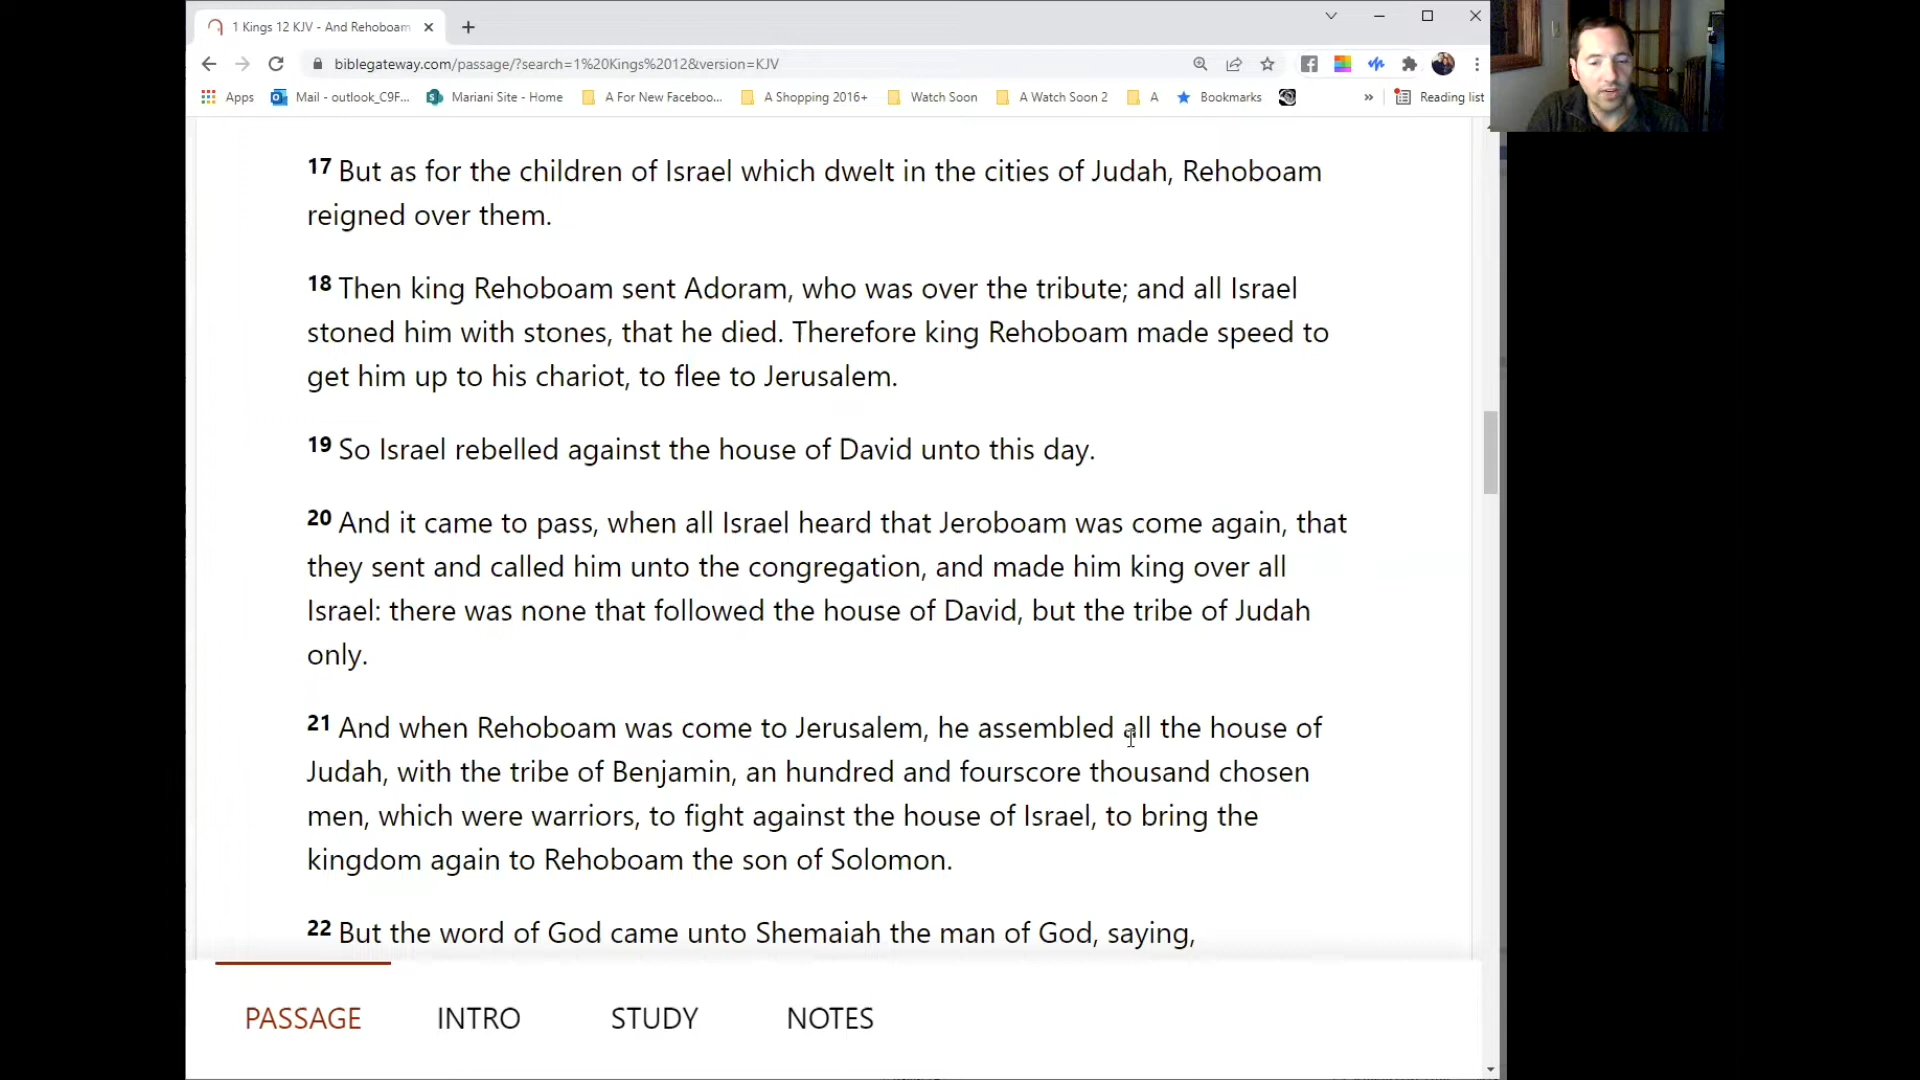 1 Kings 12 KJV - And Rehoboam
biblegateway.com/passage/?search=1%20Kings%2012&version=KJV
Apps Mail - outlook_C9F... Mariani Site - Home A For New Faceboo... A Shopping 2016+ Watch Soon A Watch Soon 2 A Bookmarks » Reading list
17 But as for the children of Israel which dwelt in the cities of Judah, Rehoboam
reigned over them.
18 Then king Rehoboam sent Adoram, who was over the tribute; and all Israel
stoned him with stones, that he died. Therefore king Rehoboam made speed to
get him up to his chariot, to flee to Jerusalem.
19 So Israel rebelled against the house of David unto this day.
20 And it came to pass, when all Israel heard that Jeroboam was come again, that
they sent and called him unto the congregation, and made him king over all
Israel: there was none that followed the house of David, but the tribe of Judah
only.
21 And when Rehoboam was come to Jerusalem, he assembled all the house of
Judah, with the tribe of Benjamin, an hundred and fourscore thousand chosen
men, which were warriors, to fight against the house of Israel, to bring the
kingdom again to Rehoboam the son of Solomon.
22 But the word of God came unto Shemaiah the man of God, saying,
PASSAGE INTRO STUDY NOTES